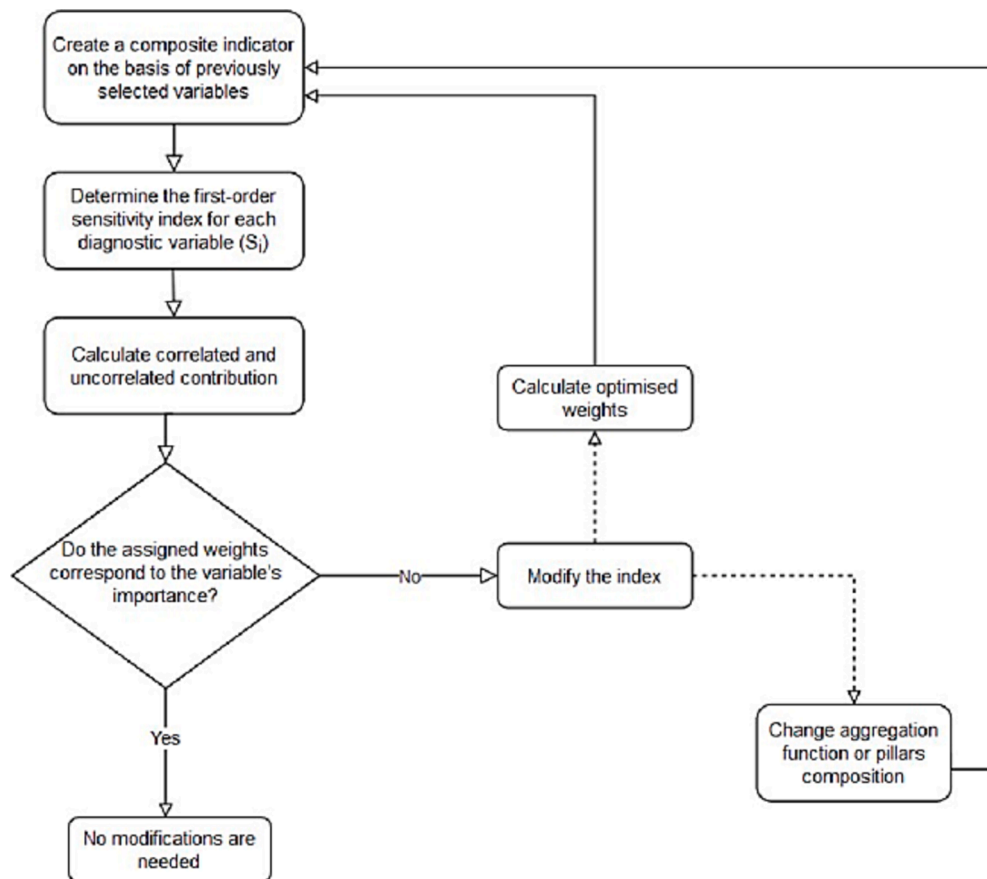 Create a composite indicator
on the basis of previously
selected variables
Determine the first-order
sensitivity index for each
diagnostic variable (Sᵢ)
Calculate correlated and
uncorrelated contribution
Do the assigned weights
correspond to the variable's
importance?
No
Modify the index
Calculate optimised
weights
Change aggregation
function or pillars
composition
Yes
No modifications are
needed